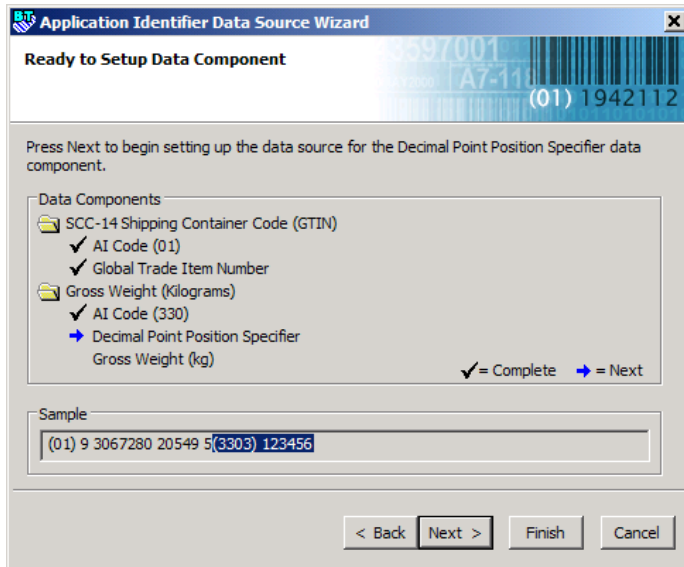 Application Identifier Data Source Wizard
Ready to Setup Data Component
3597001
A7-118
(01) 1942112
Press Next to begin setting up the data source for the Decimal Point Position Specifier data
component.
Data Components
SCC-14 Shipping Container Code (GTIN)
✓ AI Code (01)
✓ Global Trade Item Number
Gross Weight (Kilograms)
✓ AI Code (330)
➔ Decimal Point Position Specifier
Gross Weight (kg)
✓= Complete ➔ = Next
Sample
(01) 9 3067280 20549 5(3303) 123456
< Back Next > Finish Cancel